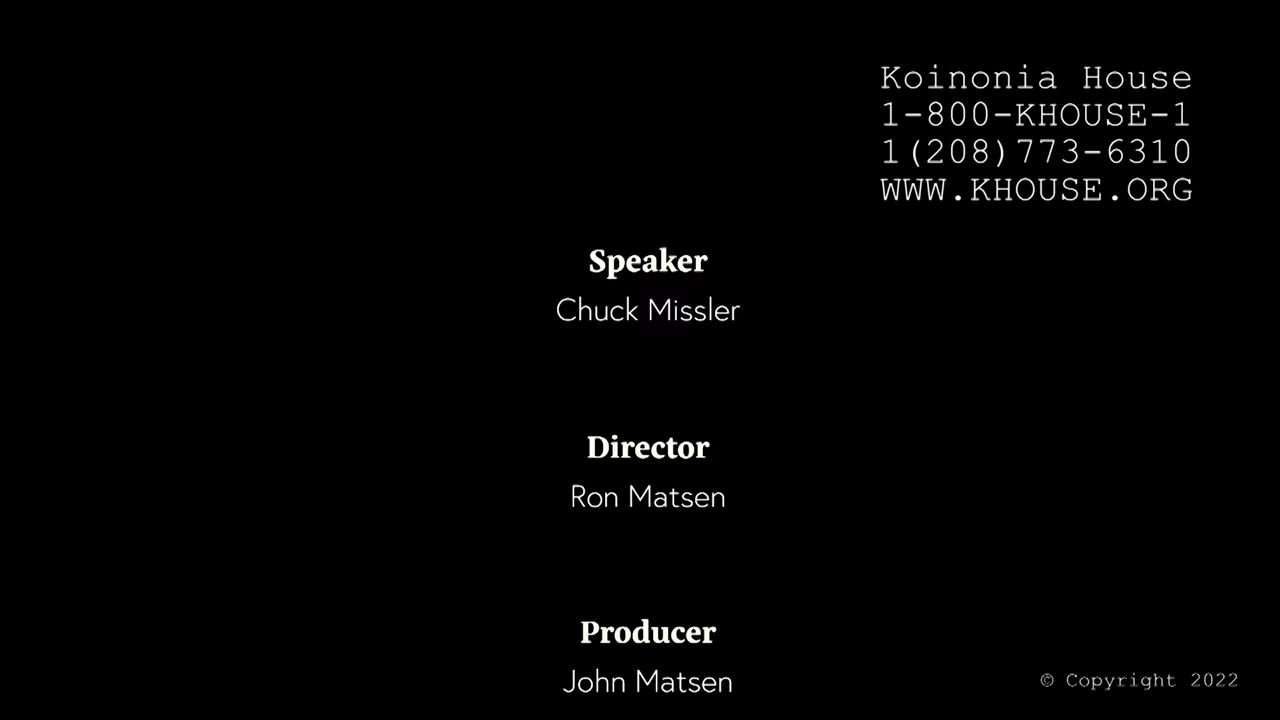 Koinonia House
1-800-KHOUSE-1
1(208)773-6310
WWW.KHOUSE.ORG
Speaker
Chuck Missler
Director
Ron Matsen
Producer
John Matsen
© Copyright 2022